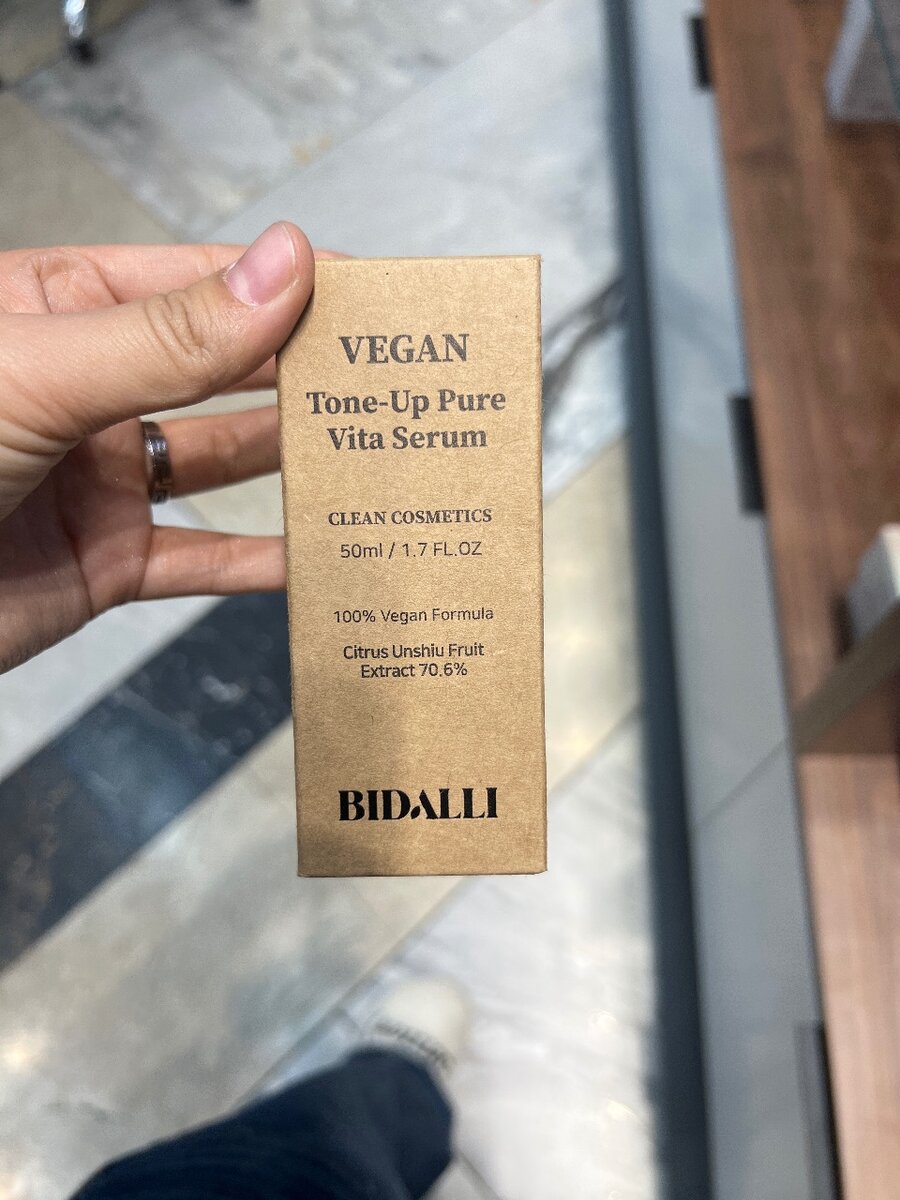 VEGAN
Tone-Up Pure
Vita Serum
CLEAN COSMETICS
50ml / 1.7 FL.OZ
100% Vegan Formula
Citrus Unshiu Fruit
Extract 70.6%
BIDALLI